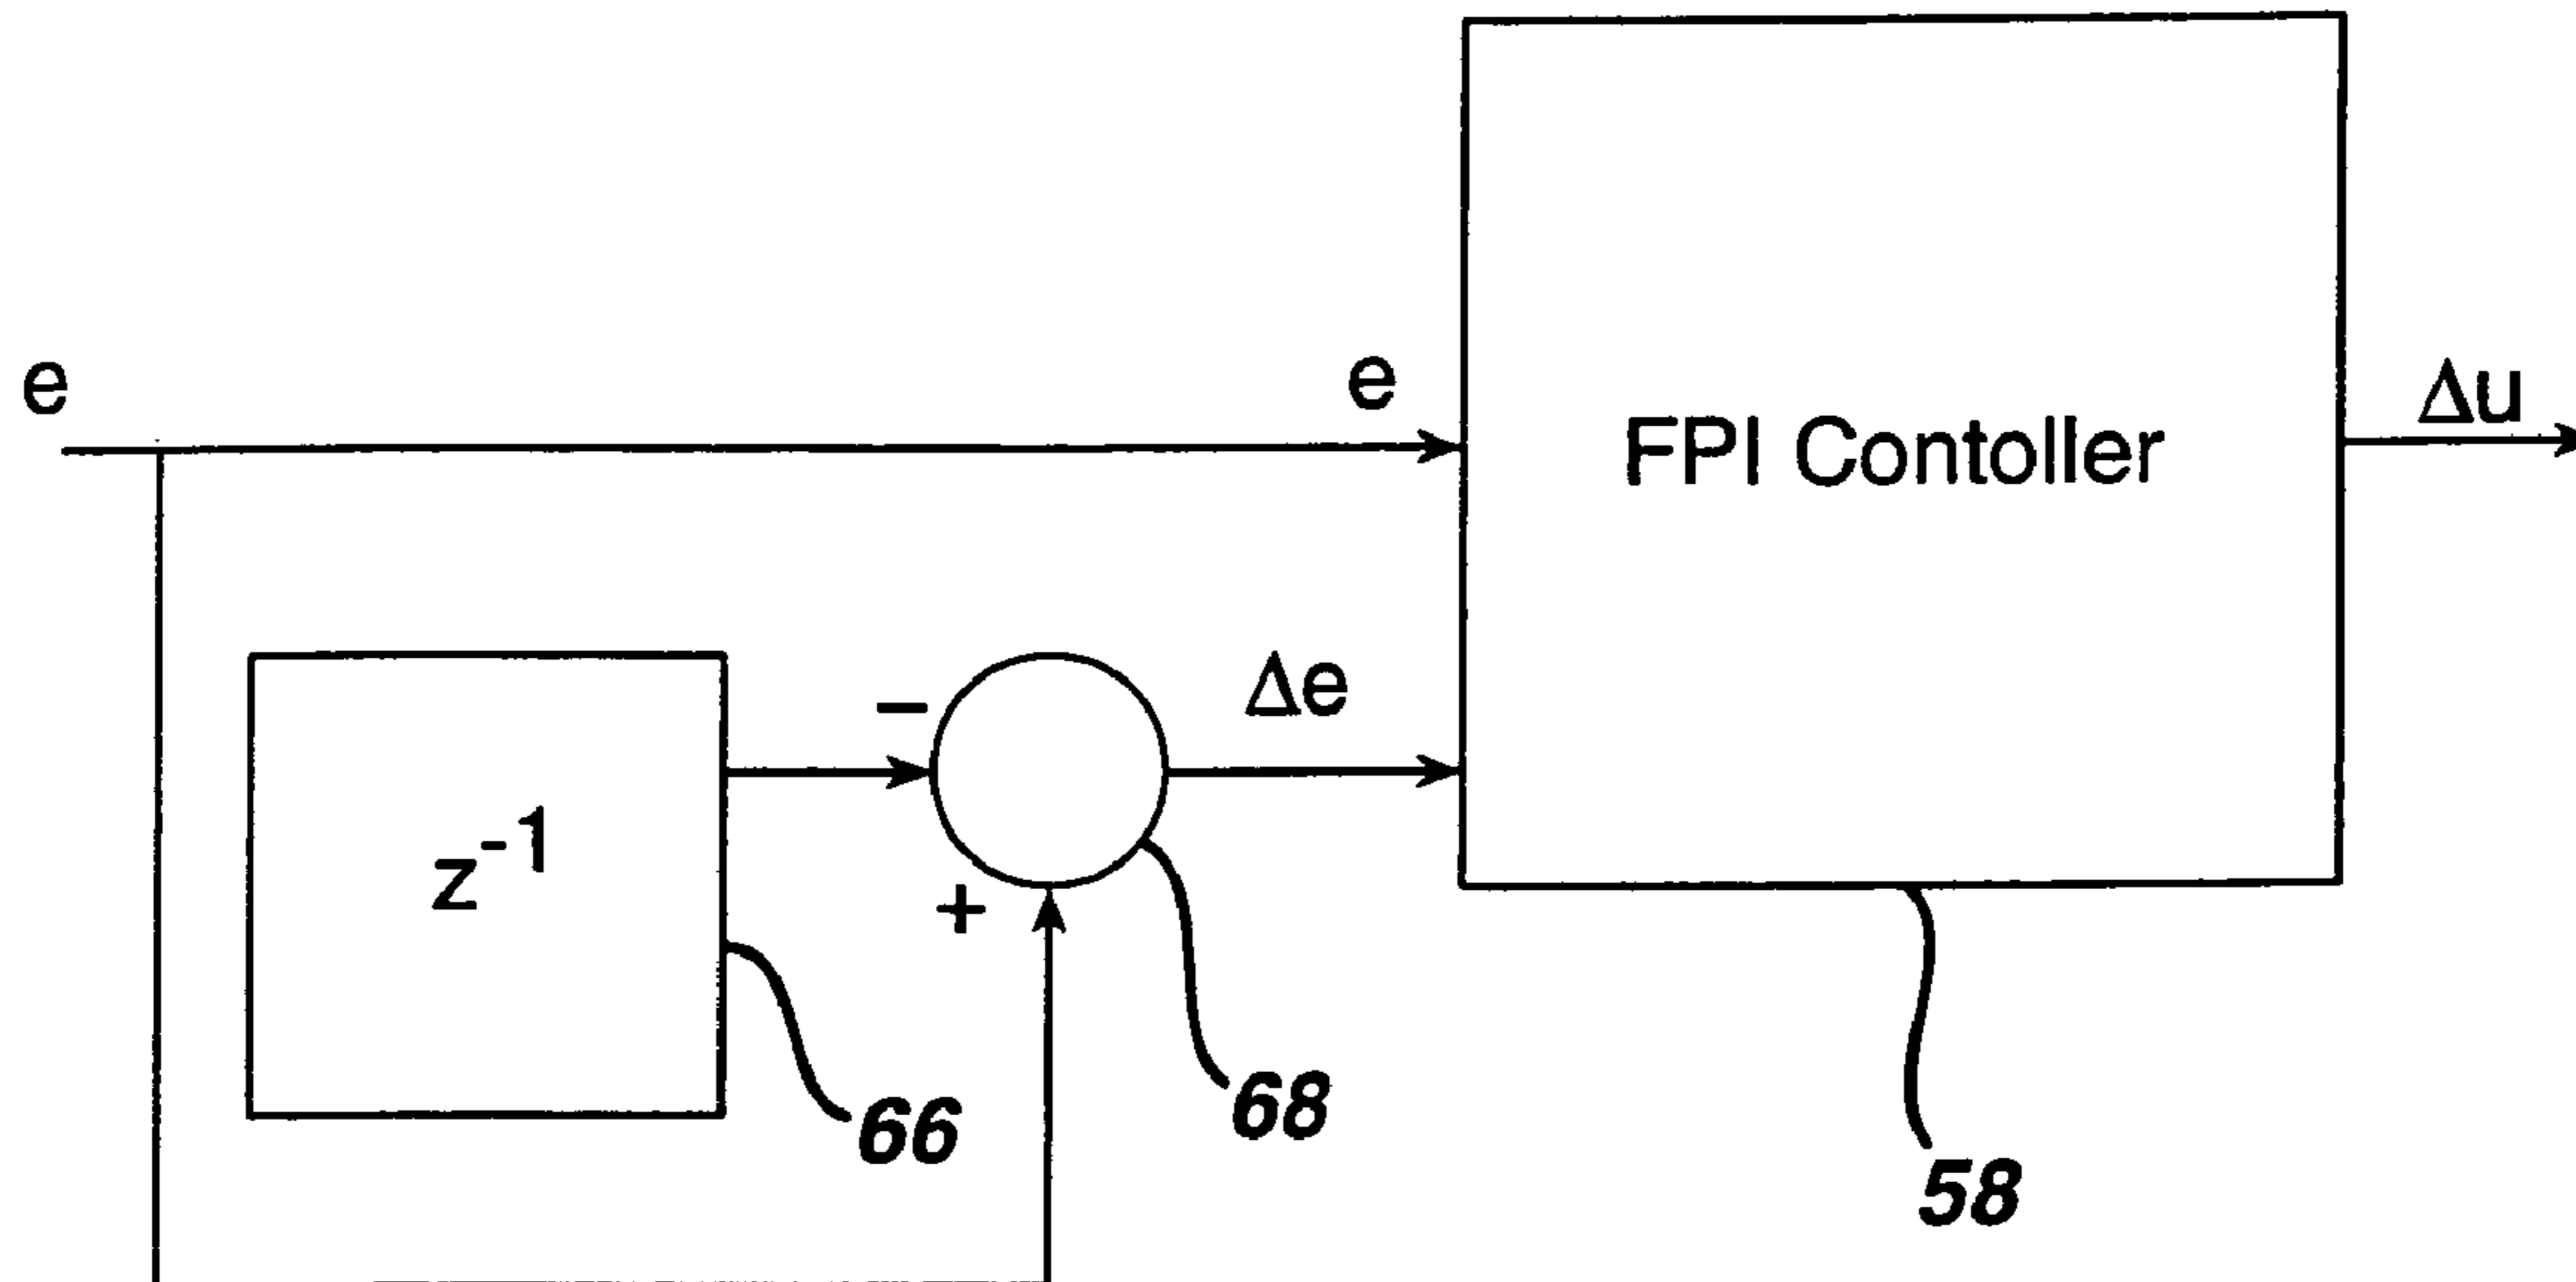 e
e
FPI Contoller
Δu
Δe
−
+
z⁻¹
66
68
58